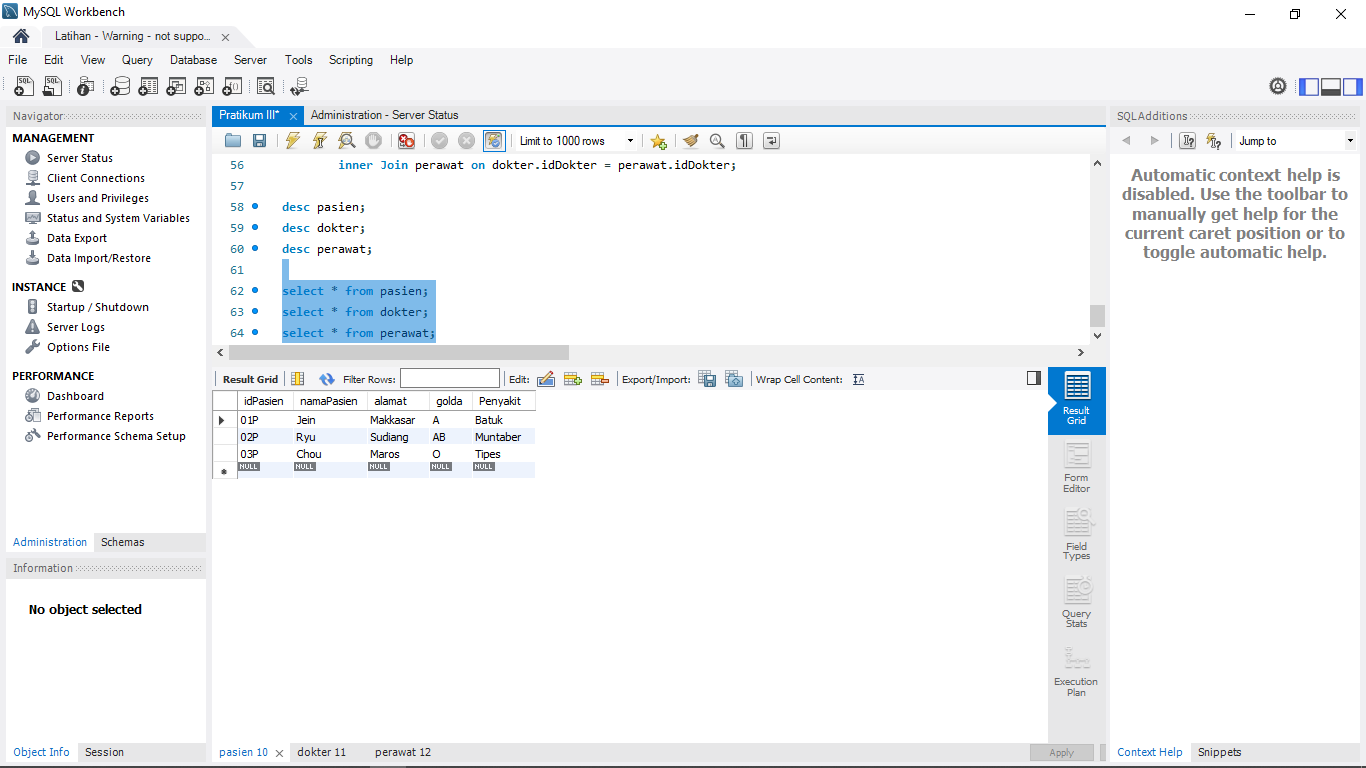 MySQL Workbench
Latihan - Warning - not suppo...
File Edit View Query Database Server Tools Scripting Help
Navigator
MANAGEMENT
Server Status
Client Connections
Users and Privileges
Status and System Variables
Data Export
Data Import/Restore
INSTANCE
Startup / Shutdown
Server Logs
Options File
PERFORMANCE
Dashboard
Performance Reports
Performance Schema Setup
Administration Schemas
Information
No object selected
Object Info Session
Pratikum III* Administration - Server Status
Limit to 1000 rows
56 inner Join perawat on dokter.idDokter = perawat.idDokter;
57
58 desc pasien;
59 desc dokter;
60 desc perawat;
61
62 select * from pasien;
63 select * from dokter;
64 select * from perawat;
Result Grid Filter Rows: Edit: Export/Import: Wrap Cell Content:
idPasien namaPasien alamat golda Penyakit
01P Jein Makkasar A Batuk
02P Ryu Sudiang AB Muntaber
03P Chou Maros O Tipes
NULL NULL NULL NULL NULL
Result
Grid
Form
Editor
Field
Types
Query
Stats
Execution
Plan
pasien 10 dokter 11 perawat 12
Apply
SQLAdditions
Jump to
Automatic context help is
disabled. Use the toolbar to
manually get help for the
current caret position or to
toggle automatic help.
Context Help Snippets